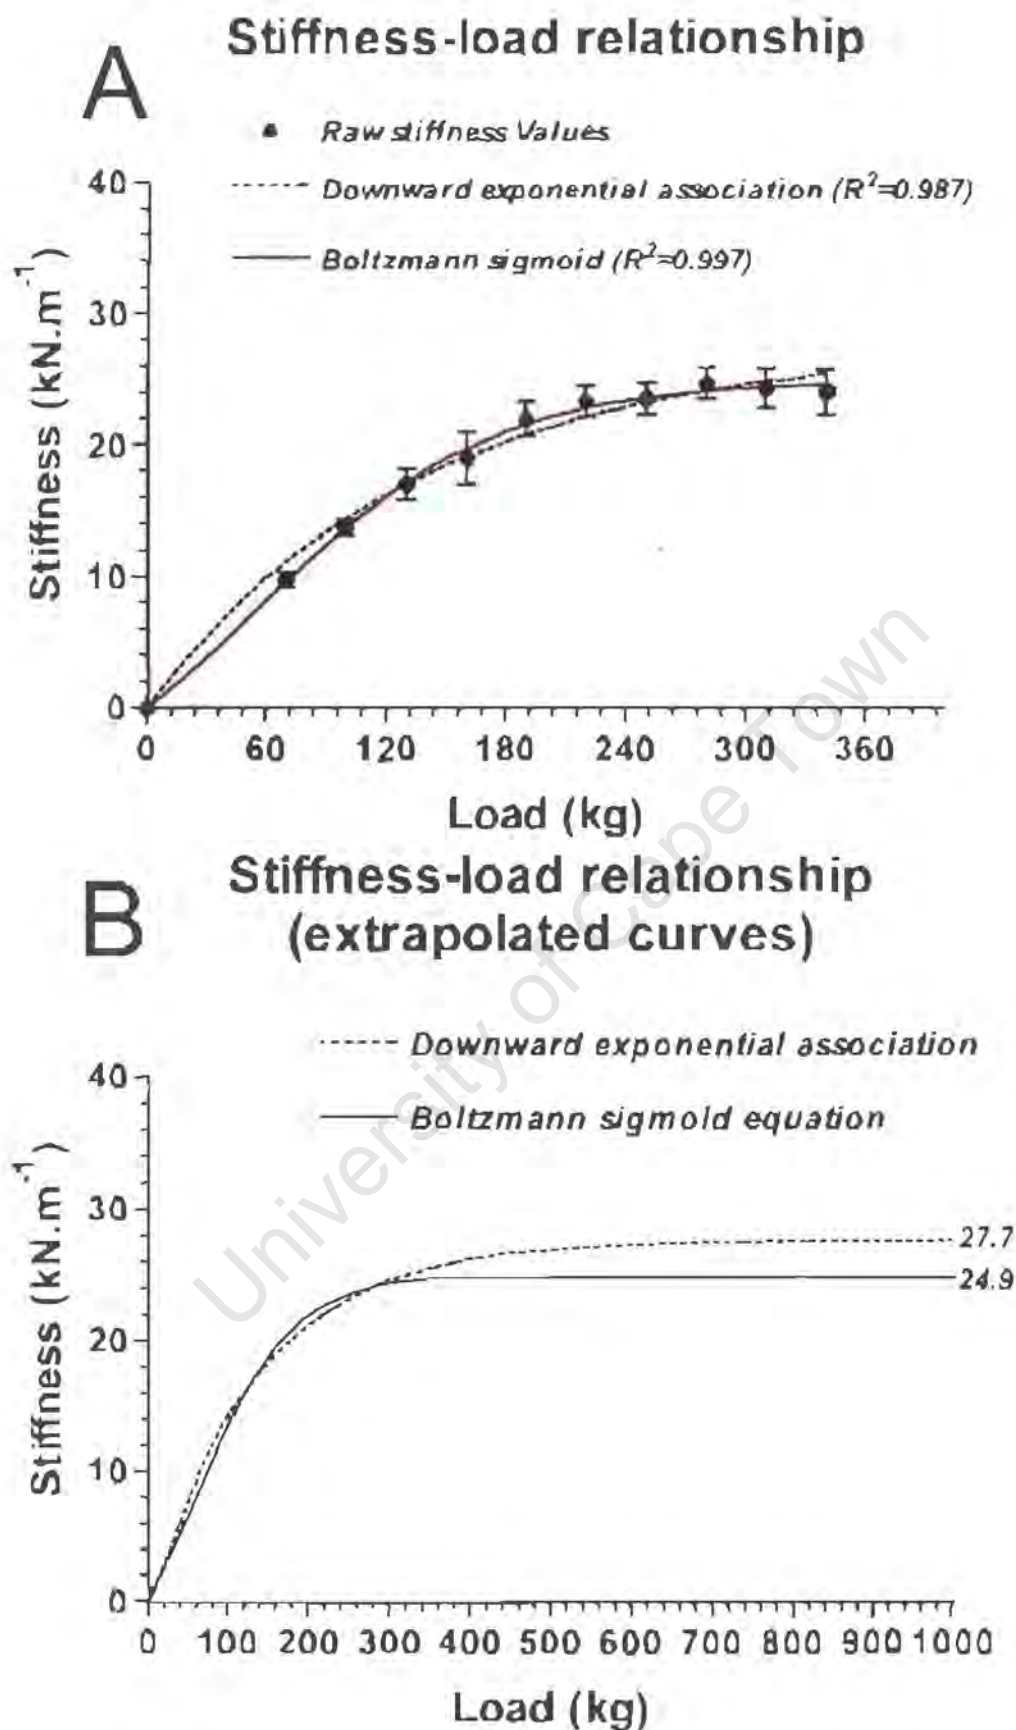 A
Stiffness-load relationship
Raw stiffness Values
Downward exponential association (R²=0.987)
Boltzmann sigmoid (R²=0.997)
Stiffness (kN.m⁻¹)
40
30
20
10
0
0 60 120 180 240 300 360
Load (kg)
B
Stiffness-load relationship
(extrapolated curves)
Downward exponential association
Boltzmann sigmoid equation
Stiffness (kN.m⁻¹)
40
30
20
10
0
27.7
24.9
0 100 200 300 400 500 600 700 800 900 1000
Load (kg)
University of Cape Town